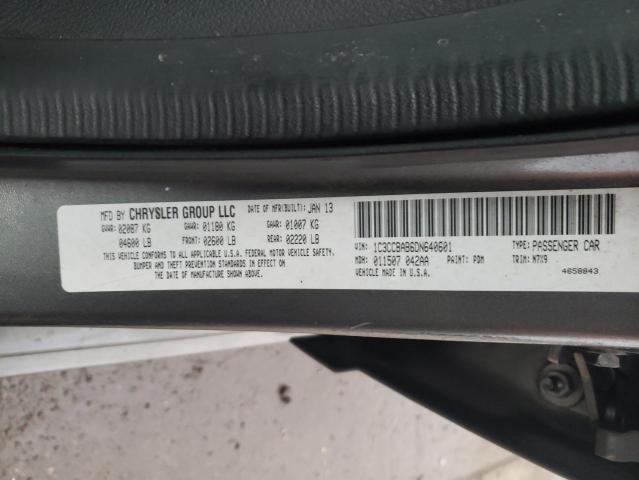 MFD BY CHRYSLER GROUP LLC DATE OF MFR(BUILT): JAN 13
GVWR: 02087 KG GAWR: 01180 KG GAWR: 01007 KG
04600 LB FRONT: 02600 LB REAR: 02220 LB
THIS VEHICLE CONFORMS TO ALL APPLICABLE U.S.A. FEDERAL MOTOR VEHICLE SAFETY,
BUMPER AND THEFT PREVENTION STANDARDS IN EFFECT ON
THE DATE OF MANUFACTURE SHOWN ABOVE.
VIN: 1C3CCBAB6DN640601 TYPE: PASSENGER CAR
MDH: 011507 042AA PAINT: PDM TRIM: N7X9
VEHICLE MADE IN U.S.A. 4658843